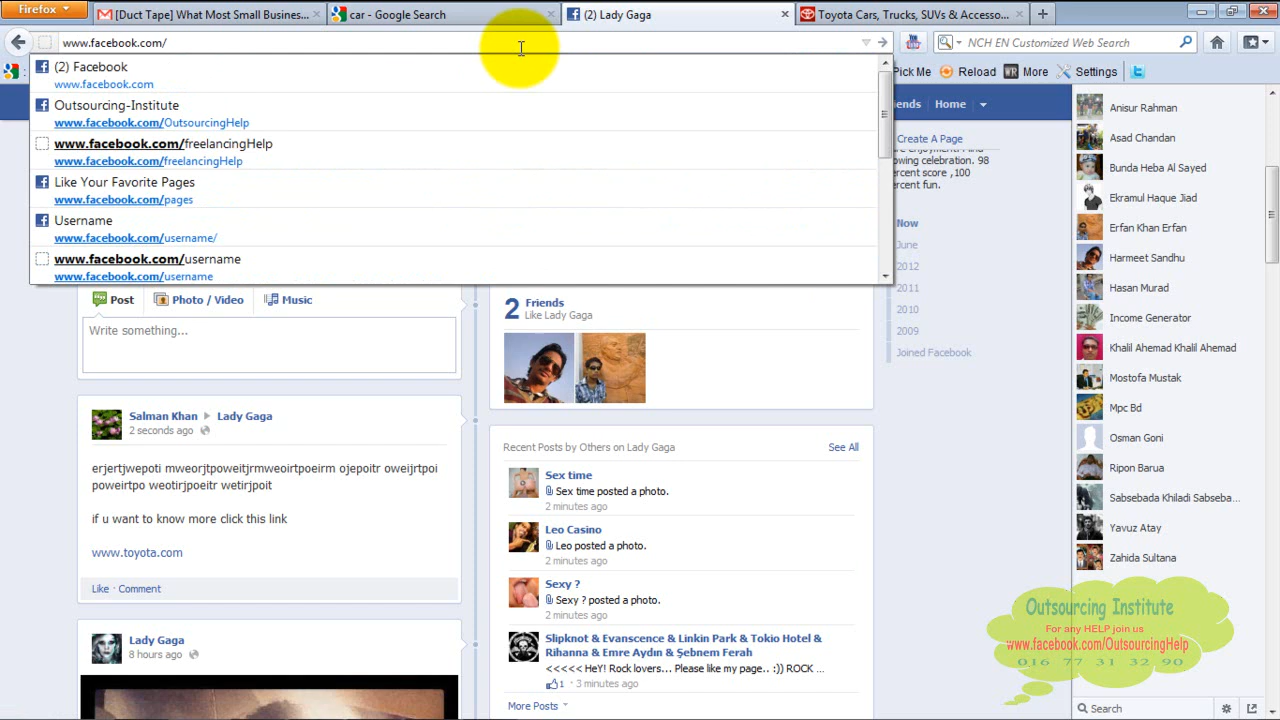 Firefox
[Duct Tape] What Most Small Business...
car - Google Search
(2) Lady Gaga
Toyota Cars, Trucks, SUVs & Accesso...
www.facebook.com/
NCH EN Customized Web Search
(2) Facebook
www.facebook.com
Outsourcing-Institute
www.facebook.com/OutsourcingHelp
www.facebook.com/freelancingHelp
www.facebook.com/freelancingHelp
Like Your Favorite Pages
www.facebook.com/pages
Username
www.facebook.com/username/
www.facebook.com/username
www.facebook.com/username
Pick Me
Reload
WR More
Settings
ends
Home
Create A Page
owing celebration. 98
percent score ,100
ercent fun.
Now
June
2012
2011
2010
2009
Joined Facebook
Post
Photo / Video
Music
Write something...
Salman Khan
Lady Gaga
2 seconds ago
erjertjwepoti mweorjtpoweitjrmweoirtpoeirm ojepoitr oweijrtpoi
poweirtpo weotirjpoeitr wetirjpoit
if u want to know more click this link
www.toyota.com
Like · Comment
Lady Gaga
8 hours ago
2 Friends
Like Lady Gaga
Recent Posts by Others on Lady Gaga
See All
Sex time
Sex time posted a photo.
2 minutes ago
Leo Casino
Leo posted a photo.
2 minutes ago
Sexy ?
Sexy ? posted a photo.
2 minutes ago
Slipknot & Evanscence & Linkin Park & Tokio Hotel &
Rihanna & Emre Aydın & Şebnem Ferah
<<<<< HeY! Rock lovers... Please like my page.. :)) ROCK ...
1 · 3 minutes ago
More Posts
Anisur Rahman
Asad Chandan
Bunda Heba Al Sayed
Ekramul Haque Jiad
Erfan Khan Erfan
Harmeet Sandhu
Hasan Murad
Income Generator
Khalil Ahemad Khalil Ahemad
Mostofa Mustak
Mpc Bd
Osman Goni
Ripon Barua
Sabsebada Khiladi Sabseba...
Yavuz Atay
Zahida Sultana
Outsourcing Institute
For any HELP join us
www.facebook.com/OutsourcingHelp
016 77 31 32 90
Search